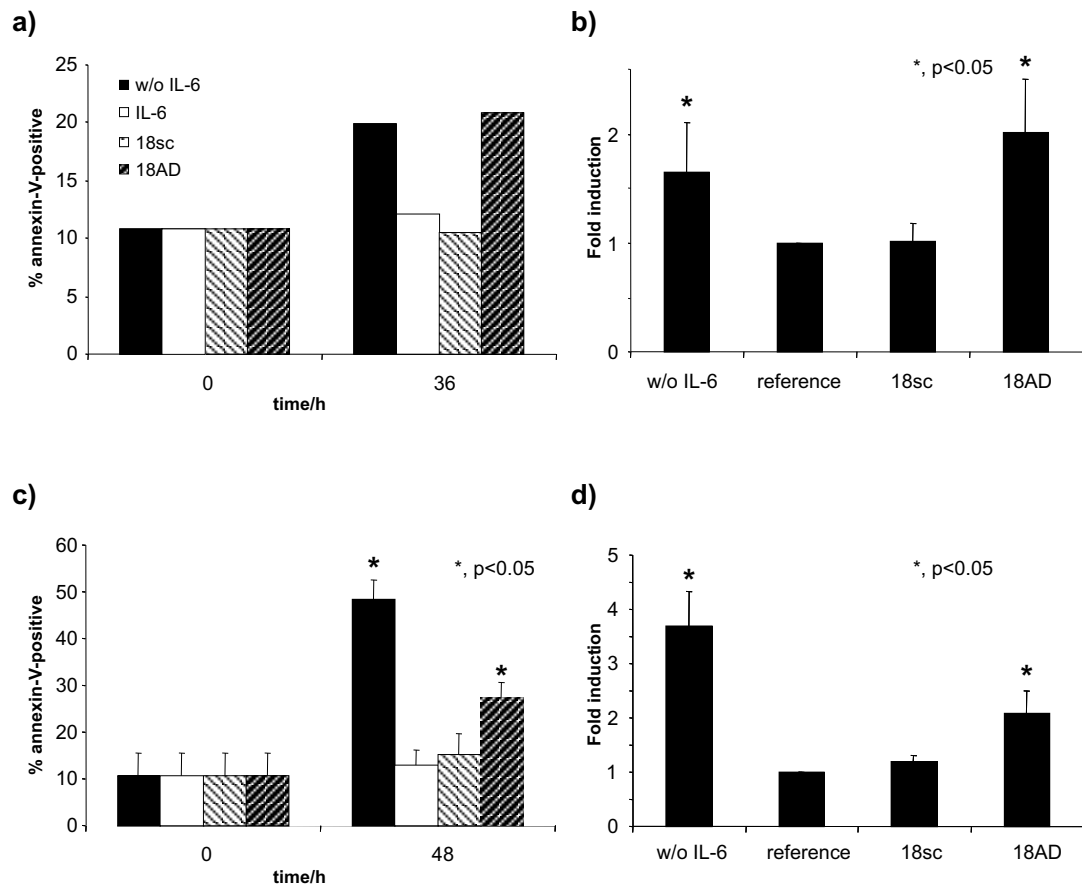 a)
% annexin-V-positive
25
20
15
10
5
0
w/o IL-6
IL-6
18sc
18AD
0 36
time/h
b)
Fold induction
2
1
0
*, p<0.05
*
*
w/o IL-6 reference 18sc 18AD
c)
% annexin-V-positive
60
50
40
30
20
10
0
*
*, p<0.05
*
0 48
time/h
d)
Fold induction
5
4
3
2
1
0
*
*, p<0.05
*
w/o IL-6 reference 18sc 18AD